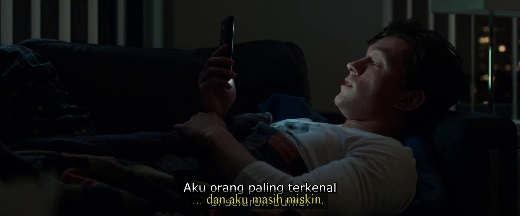 Aku orang paling terkenal
...
dan aku masih miskin.